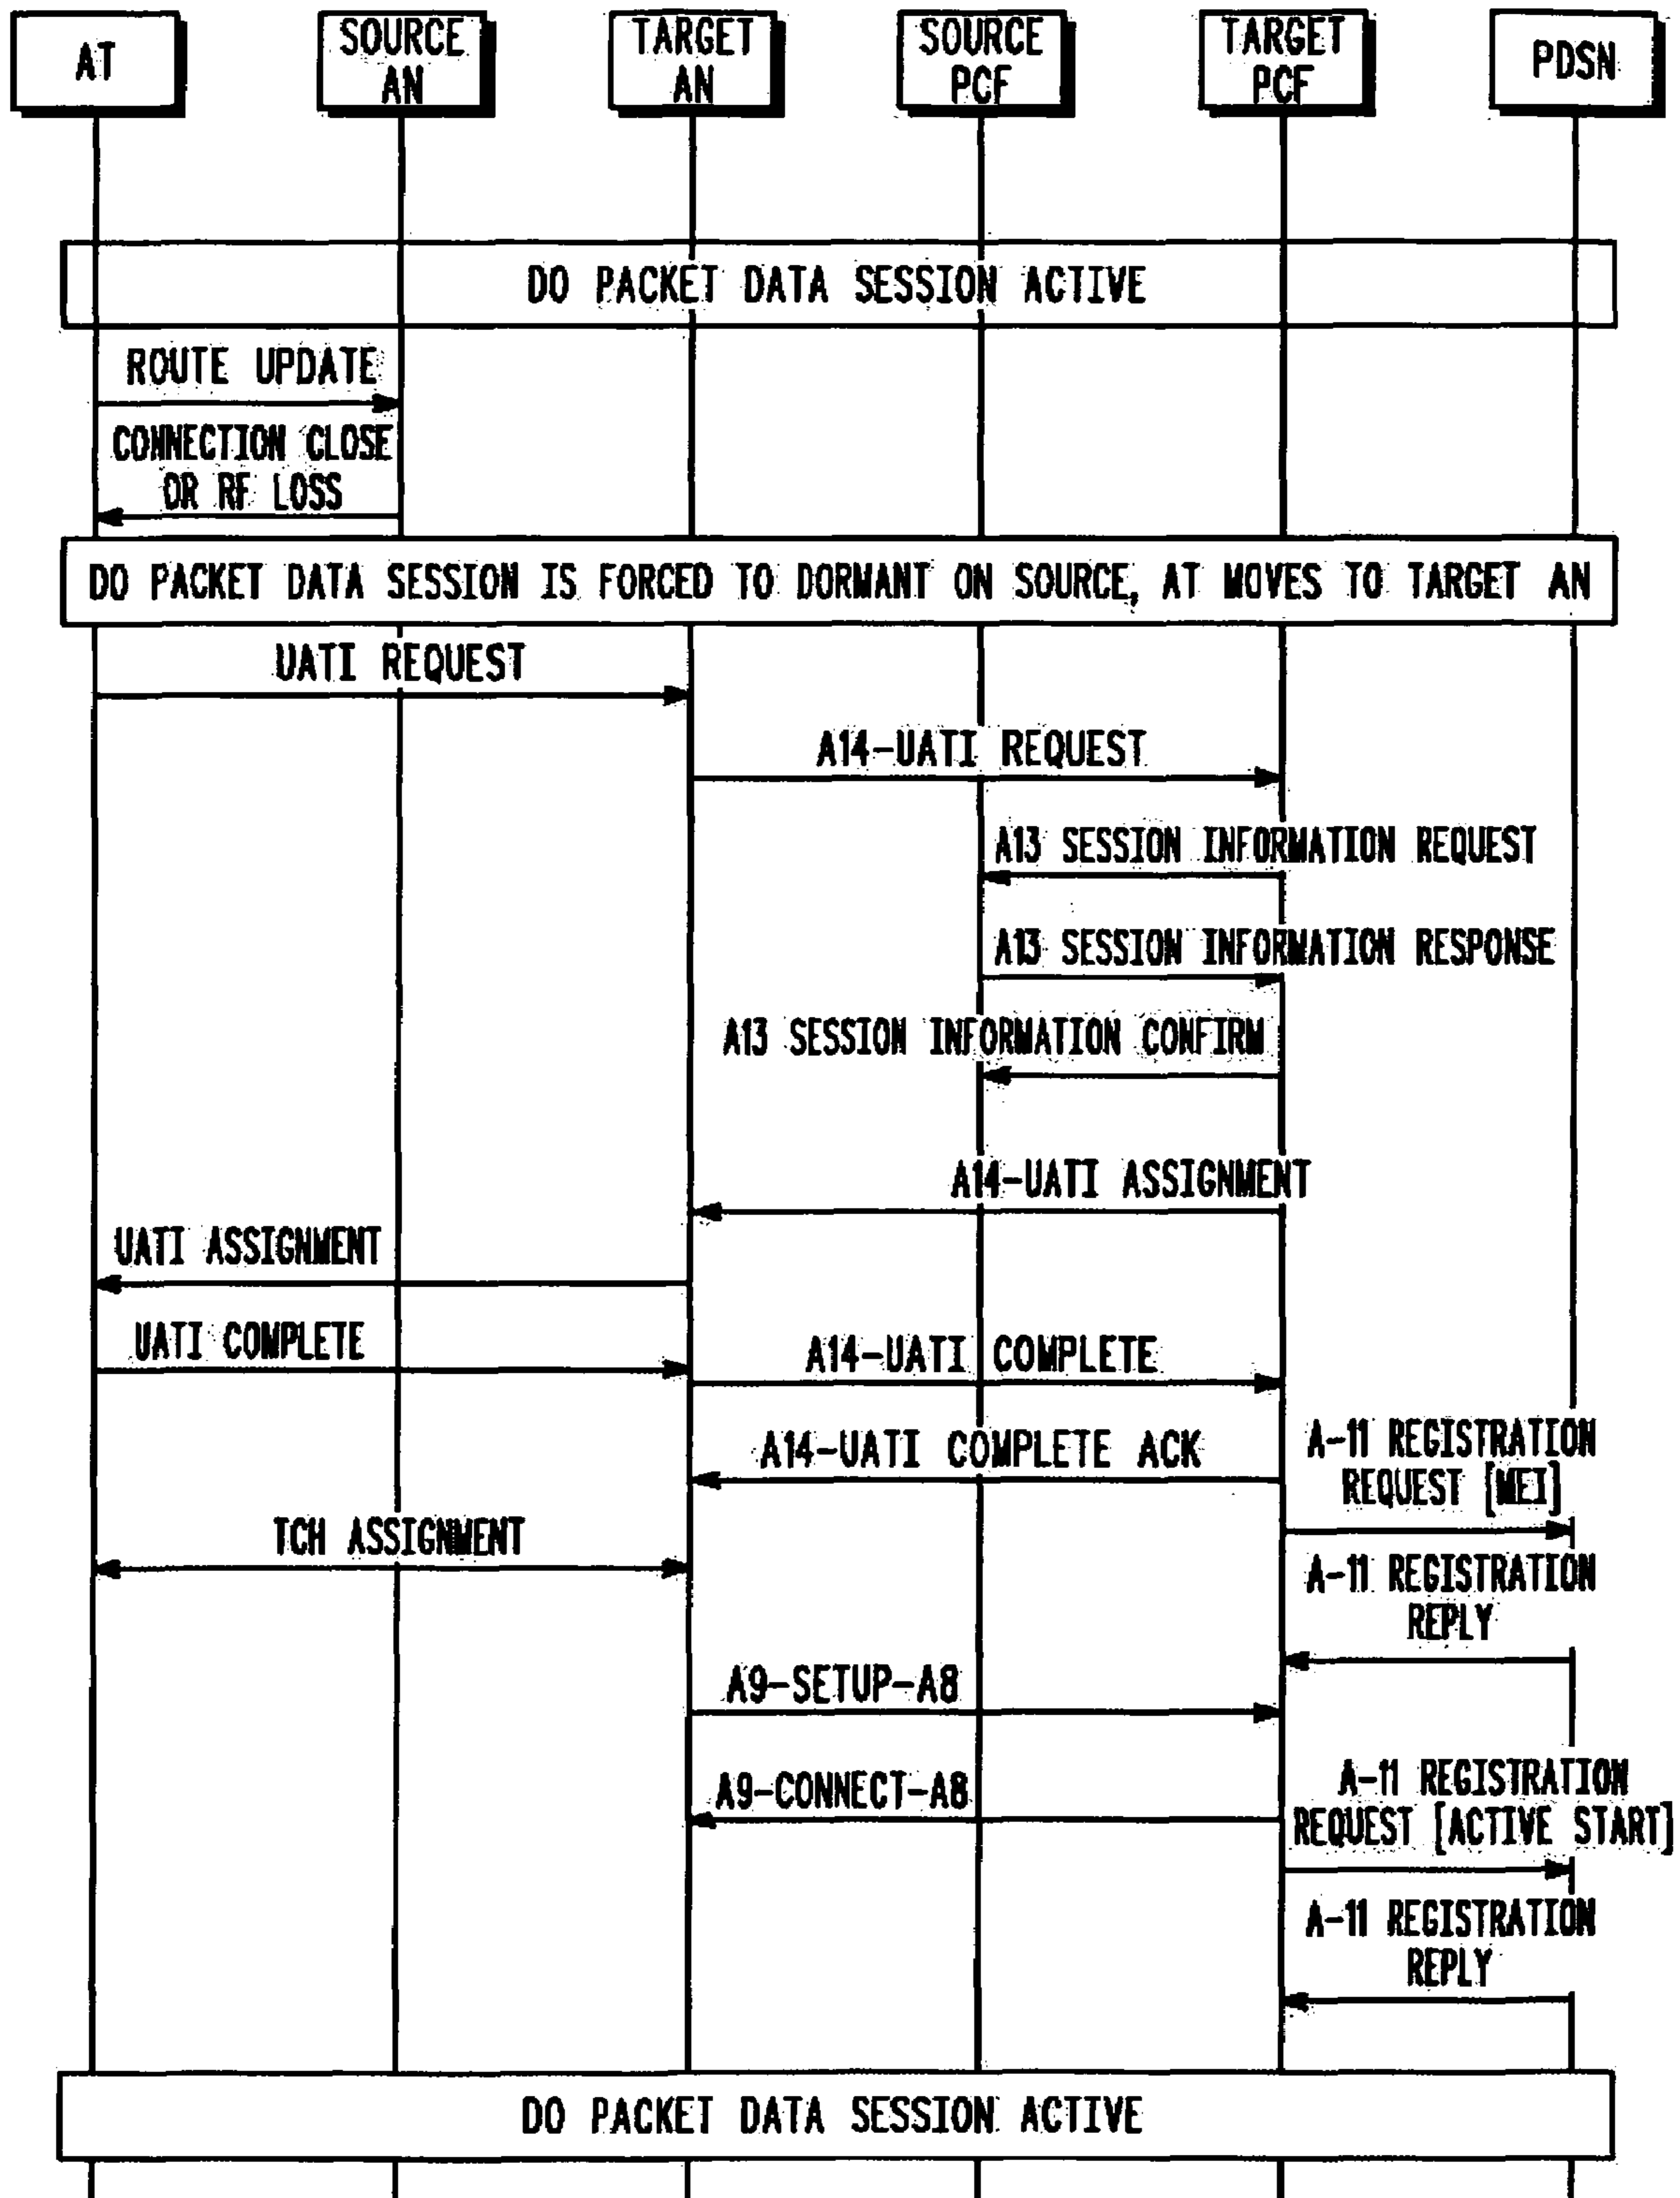 AT
SOURCE
AN
TARGET
AN
SOURCE
PCF
TARGET
PCF
PDSN
DO PACKET DATA SESSION ACTIVE
ROUTE UPDATE
CONNECTION CLOSE
OR RF LOSS
DO PACKET DATA SESSION IS FORCED TO DORMANT ON SOURCE, AT MOVES TO TARGET AN
UATI REQUEST
A14-UATI REQUEST
A13 SESSION INFORMATION REQUEST
A13 SESSION INFORMATION RESPONSE
A13 SESSION INFORMATION CONFIRM
A14-UATI ASSIGNMENT
UATI ASSIGNMENT
UATI COMPLETE
A14-UATI COMPLETE
A14-UATI COMPLETE ACK
A-11 REGISTRATION
REQUEST [MEI]
TCH ASSIGNMENT
A-11 REGISTRATION
REPLY
A9-SETUP-A8
A9-CONNECT-A8
A-11 REGISTRATION
REQUEST [ACTIVE START]
A-11 REGISTRATION
REPLY
DO PACKET DATA SESSION ACTIVE